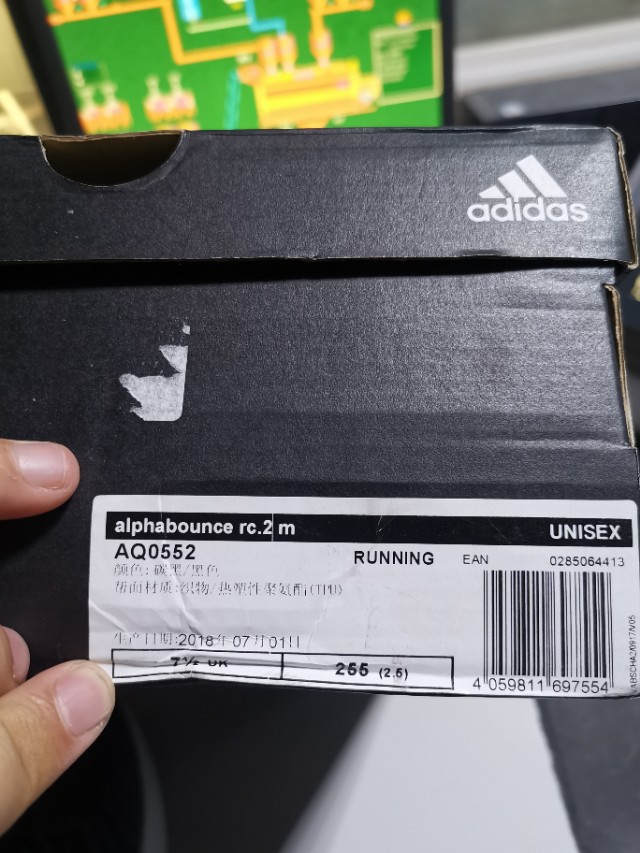 adidas
alphabounce rc.2 m UNISEX
AQ0552 RUNNING EAN 0285064413
颜色: 碳黑/黑色
帮面材质:织物/热塑性聚氨酯(TPU)
生产日期:2018年07月01日
7½ UK 255 (2.5)
4 059811 697554